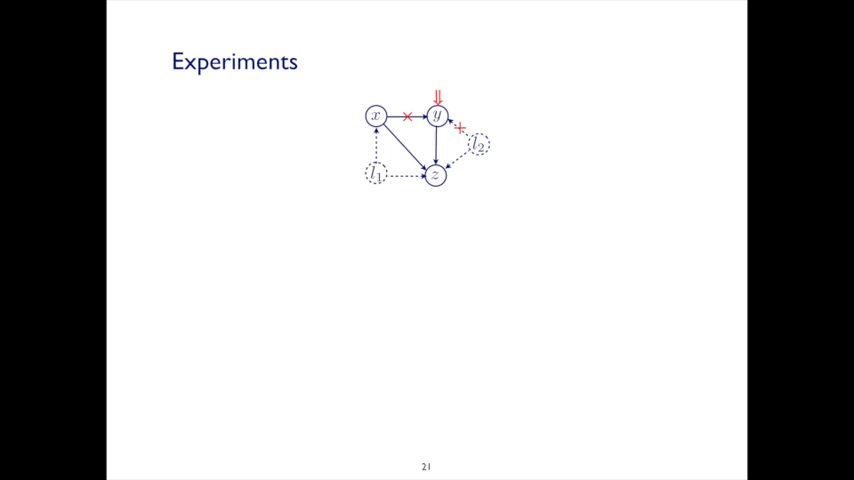 Experiments
x y
l₂
l₁ z
21